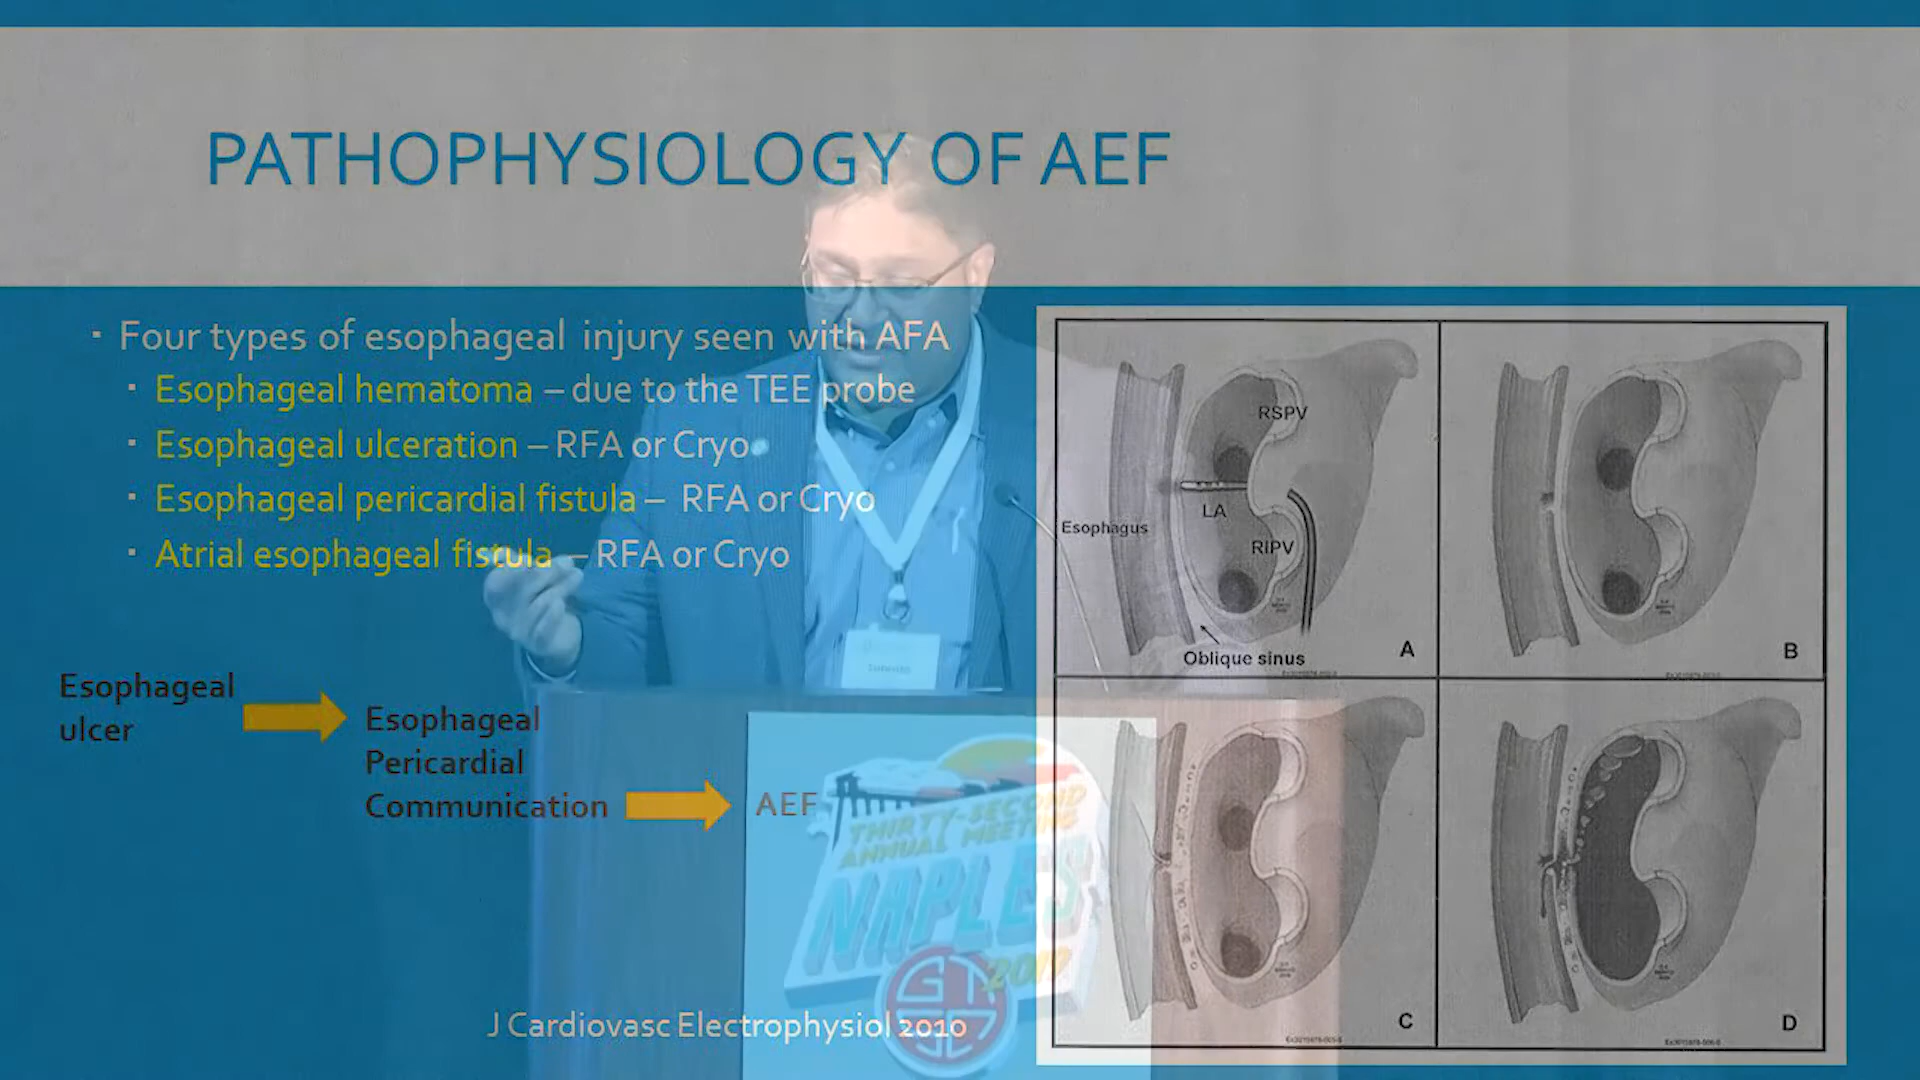 PATHOPHYSIOLOGY OF AEF
▪ Four types of esophageal injury seen with AFA
▪ Esophageal hematoma – due to the TEE probe
▪ Esophageal ulceration – RFA or Cryo
▪ Esophageal pericardial fistula – RFA or Cryo
▪ Atrial esophageal fistula – RFA or Cryo
Esophageal
ulcer
Esophageal
Pericardial
Communication
AEF
J Cardiovasc Electrophysiol 2010
RSPV
LA
Esophagus
RIPV
Oblique sinus
A
B
C
D
THIRTY-SECOND
ANNUAL MEETING
NAPLES
2017